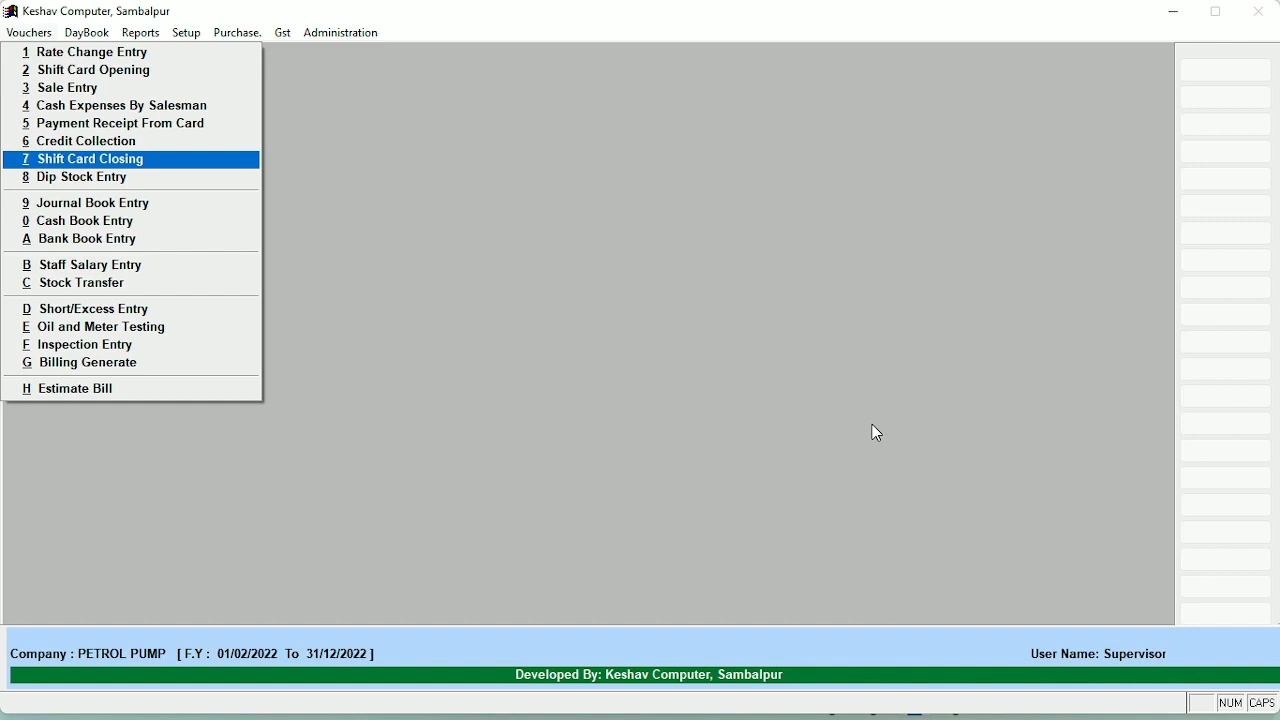 Keshav Computer, Sambalpur
Vouchers DayBook Reports Setup Purchase. Gst Administration
1 Rate Change Entry
2 Shift Card Opening
3 Sale Entry
4 Cash Expenses By Salesman
5 Payment Receipt From Card
6 Credit Collection
7 Shift Card Closing
8 Dip Stock Entry
9 Journal Book Entry
0 Cash Book Entry
A Bank Book Entry
B Staff Salary Entry
C Stock Transfer
D Short/Excess Entry
E Oil and Meter Testing
F Inspection Entry
G Billing Generate
H Estimate Bill
Company : PETROL PUMP [ F.Y : 01/02/2022 To 31/12/2022 ] User Name: Supervisor
Developed By: Keshav Computer, Sambalpur
NUM CAPS